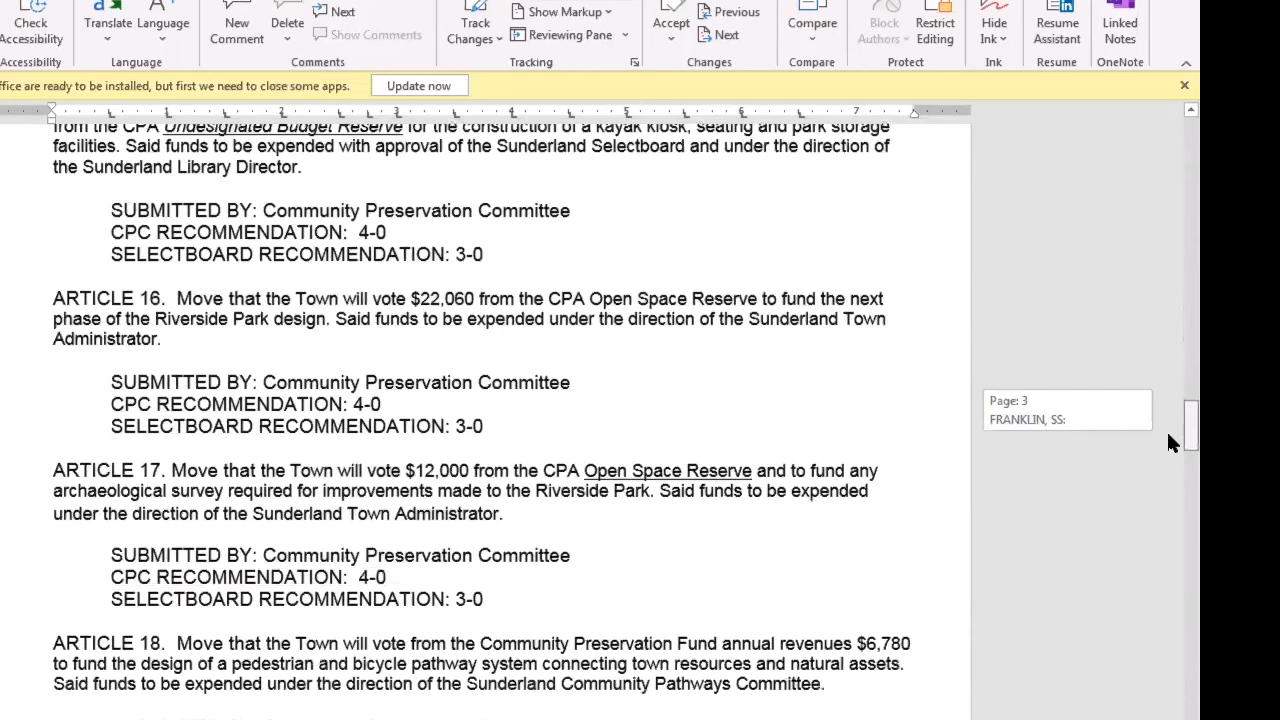 Check
Accessibility
Accessibility
Translate
Language
Language
New
Comment
Delete
Next
Show Comments
Comments
Track
Changes
Show Markup
Reviewing Pane
Tracking
Accept
Previous
Next
Changes
Compare
Compare
Block
Authors
Restrict
Editing
Protect
Hide
Ink
Ink
Resume
Assistant
Resume
Linked
Notes
OneNote
ffice are ready to be installed, but first we need to close some apps.
Update now
1 2 3 4 5 6 7
from the CPA Undesignated Budget Reserve for the construction of a kayak kiosk, seating and park storage
facilities. Said funds to be expended with approval of the Sunderland Selectboard and under the direction of
the Sunderland Library Director.
SUBMITTED BY: Community Preservation Committee
CPC RECOMMENDATION: 4-0
SELECTBOARD RECOMMENDATION: 3-0
ARTICLE 16. Move that the Town will vote $22,060 from the CPA Open Space Reserve to fund the next
phase of the Riverside Park design. Said funds to be expended under the direction of the Sunderland Town
Administrator.
SUBMITTED BY: Community Preservation Committee
CPC RECOMMENDATION: 4-0
SELECTBOARD RECOMMENDATION: 3-0
Page: 3
FRANKLIN, SS:
ARTICLE 17. Move that the Town will vote $12,000 from the CPA Open Space Reserve and to fund any
archaeological survey required for improvements made to the Riverside Park. Said funds to be expended
under the direction of the Sunderland Town Administrator.
SUBMITTED BY: Community Preservation Committee
CPC RECOMMENDATION: 4-0
SELECTBOARD RECOMMENDATION: 3-0
ARTICLE 18. Move that the Town will vote from the Community Preservation Fund annual revenues $6,780
to fund the design of a pedestrian and bicycle pathway system connecting town resources and natural assets.
Said funds to be expended under the direction of the Sunderland Community Pathways Committee.